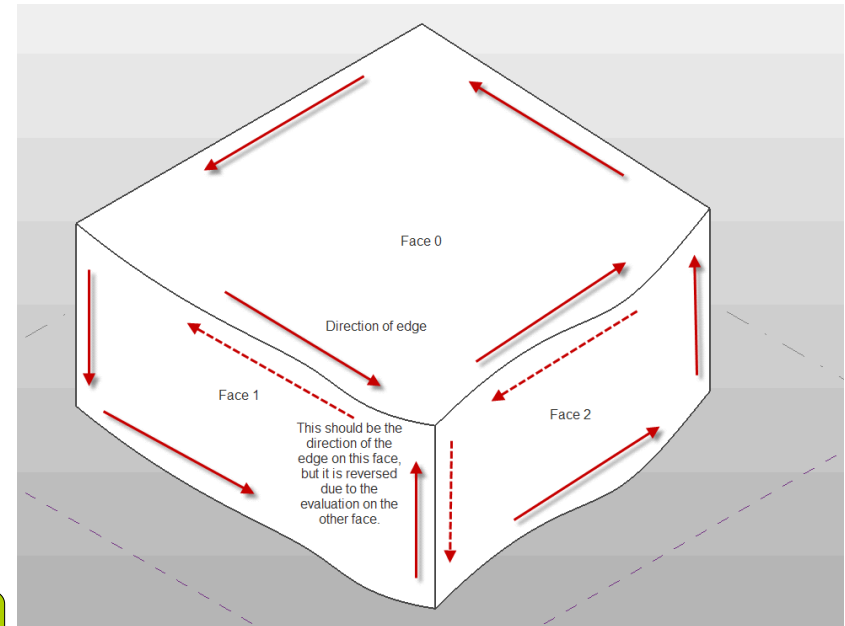 Face 0
Direction of edge
Face 1
This should be the
direction of the
edge on this face,
but it is reversed
due to the
evaluation on the
other face.
Face 2